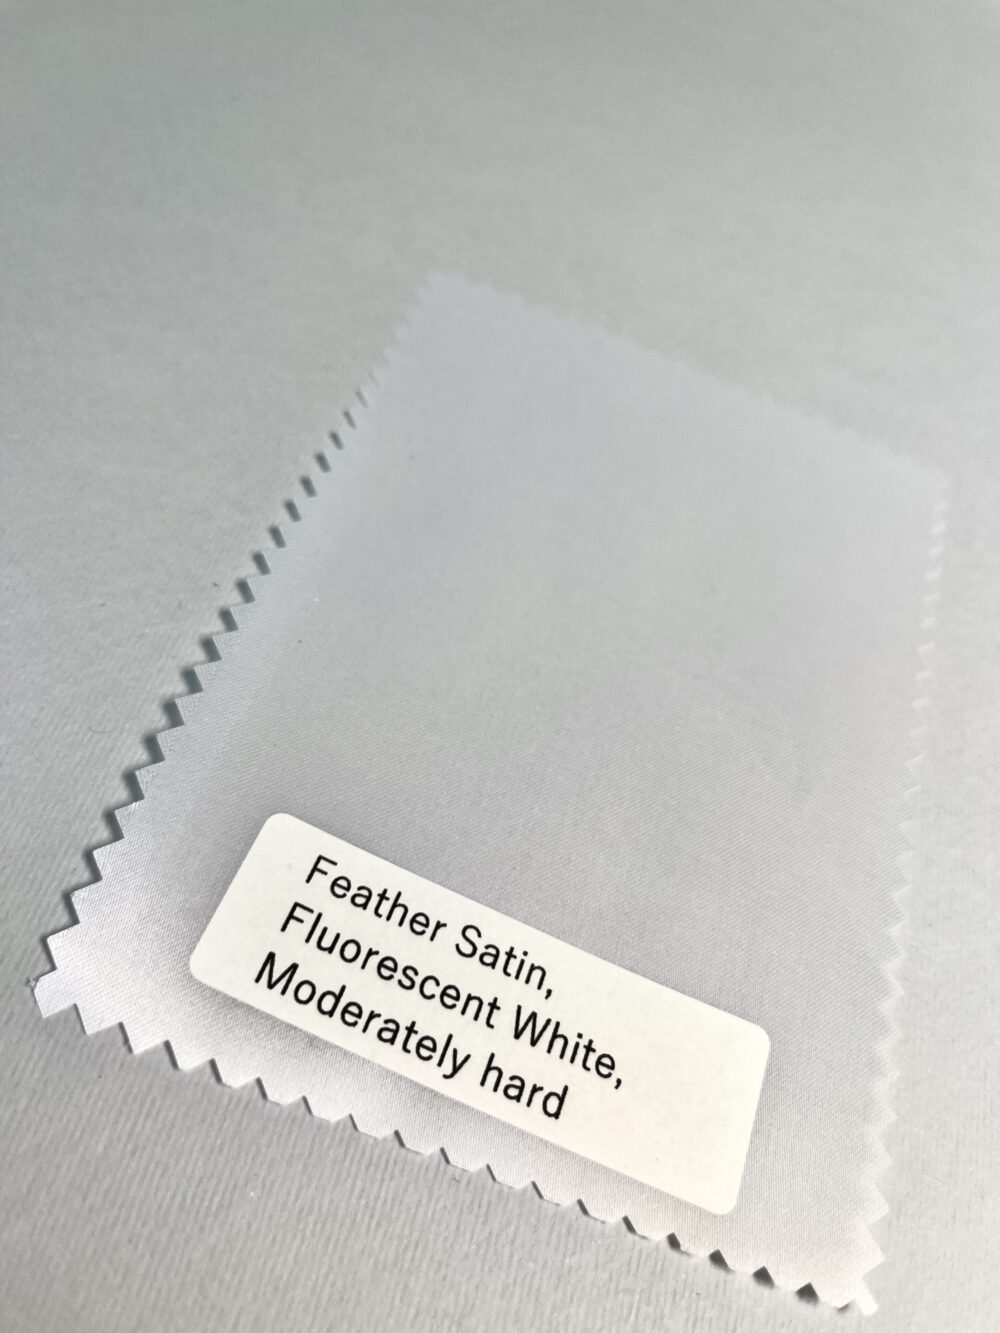 Feather Satin,
Fluorescent White,
Moderately hard